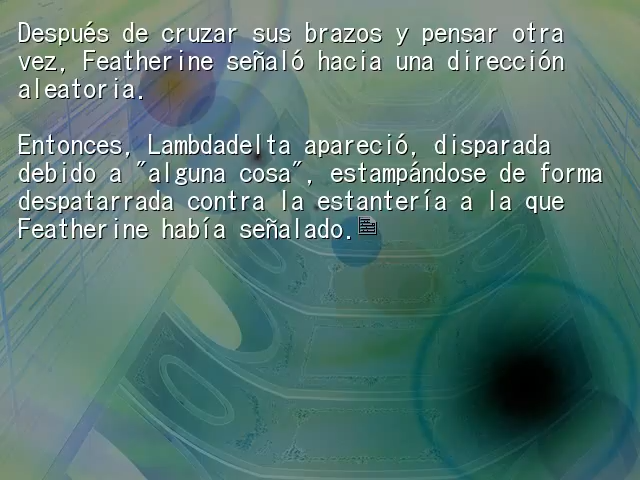 Después de cruzar sus brazos y pensar otra
vez, Featherine señaló hacia una dirección
aleatoria.
Entonces, Lambdadelta apareció, disparada
debido a "alguna cosa", estampándose de forma
despatarrada contra la estantería a la que
Featherine había señalado.